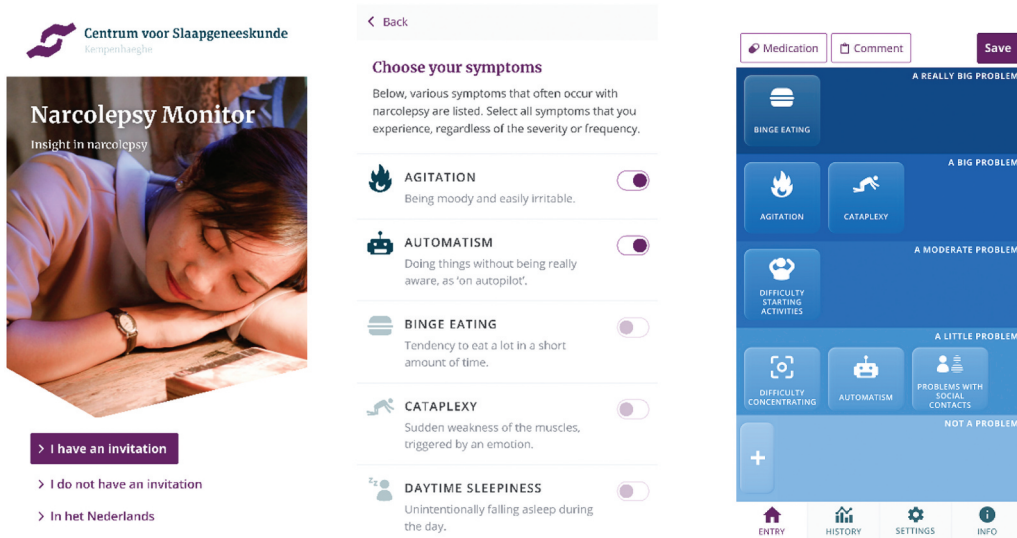 Centrum voor Slaapgeneeskunde
Kempenhaeghe
Narcolepsy Monitor
Insight in narcolepsy
> I have an invitation
> I do not have an invitation
> In het Nederlands
< Back
Choose your symptoms
Below, various symptoms that often occur with
narcolepsy are listed. Select all symptoms that you
experience, regardless of the severity or frequency.
AGITATION
Being moody and easily irritable.
AUTOMATISM
Doing things without being really
aware, as 'on autopilot'.
BINGE EATING
Tendency to eat a lot in a short
amount of time.
CATAPLEXY
Sudden weakness of the muscles,
triggered by an emotion.
zzz
DAYTIME SLEEPINESS
Unintentionally falling asleep during
the day.
Medication
Comment
Save
A REALLY BIG PROBLEM
BINGE EATING
A BIG PROBLEM
AGITATION
CATAPLEXY
A MODERATE PROBLEM
DIFFICULTY
STARTING
ACTIVITIES
A LITTLE PROBLEM
DIFFICULTY
CONCENTRATING
AUTOMATISM
PROBLEMS WITH
SOCIAL
CONTACTS
NOT A PROBLEM
+
ENTRY
HISTORY
SETTINGS
INFO